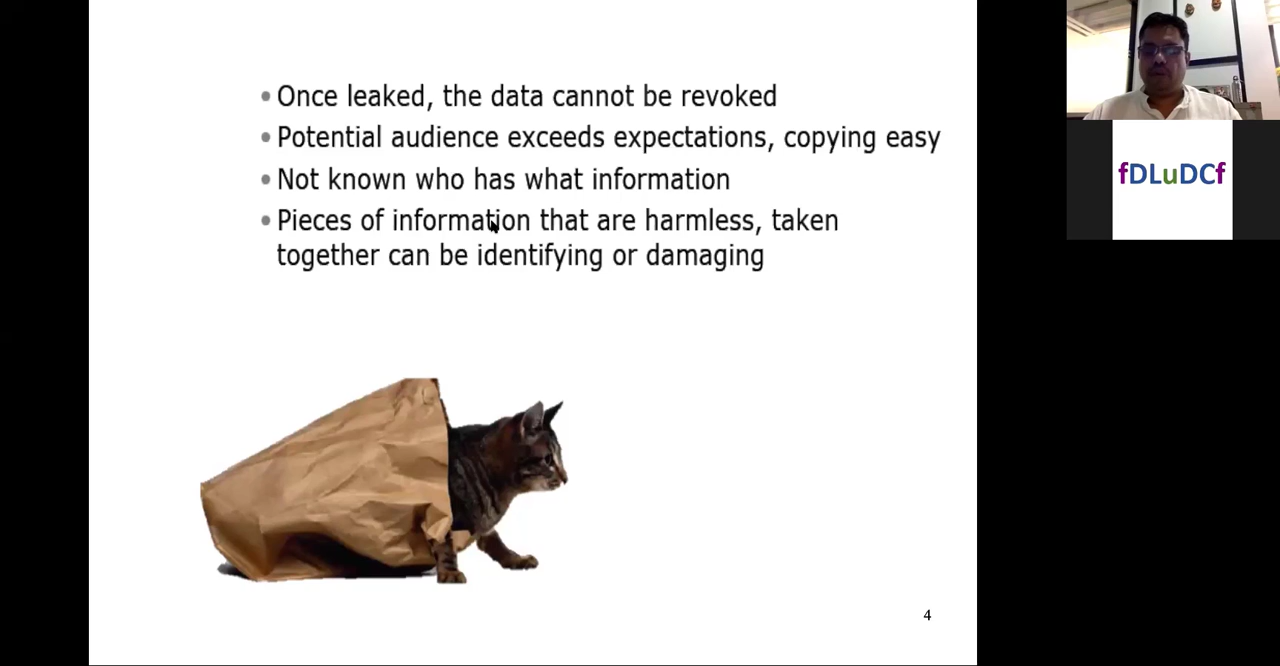 Once leaked, the data cannot be revoked
Potential audience exceeds expectations, copying easy
Not known who has what information
Pieces of information that are harmless, taken
together can be identifying or damaging
fDLuDCf
4